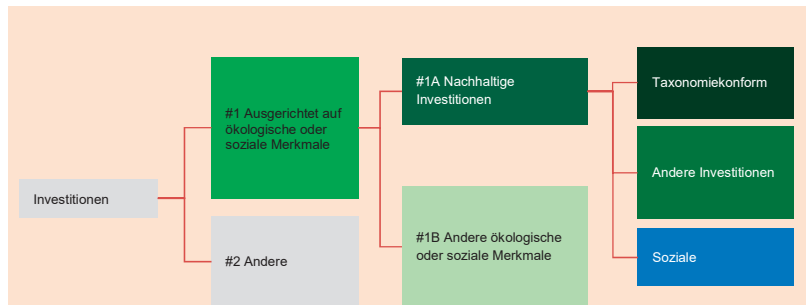 Investitionen
#1 Ausgerichtet auf
ökologische oder
soziale Merkmale
#2 Andere
#1A Nachhaltige
Investitionen
#1B Andere ökologische
oder soziale Merkmale
Taxonomiekonform
Andere Investitionen
Soziale